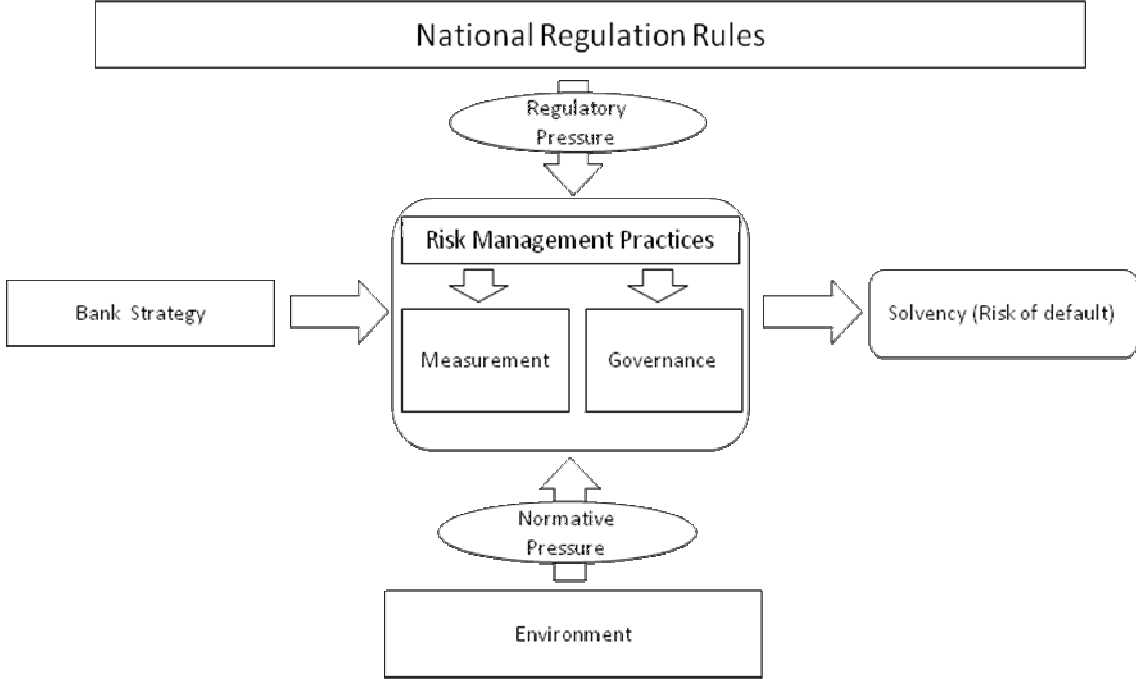 National Regulation Rules
Regulatory
Pressure
Risk Management Practices
Bank Strategy
Solvency (Risk of default)
Measurement
Governance
Normative
Pressure
Environment